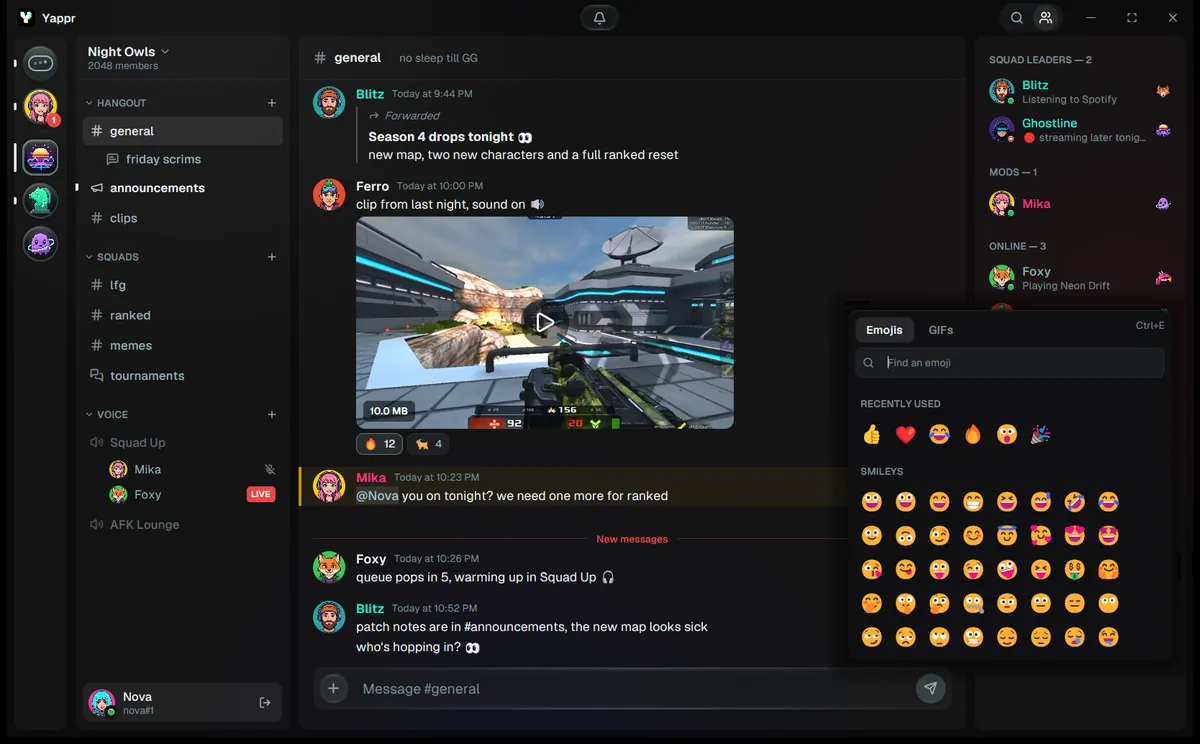 Yappr
Night Owls
2048 members
HANGOUT
# general
friday scrims
announcements
# clips
SQUADS
# lfg
# ranked
# memes
tournaments
VOICE
Squad Up
Mika
Foxy
LIVE
AFK Lounge
Nova
nova#1
1
# general
no sleep till GG
Blitz Today at 9:44 PM
Forwarded
Season 4 drops tonight 👀
new map, two new characters and a full ranked reset
Ferro Today at 10:00 PM
clip from last night, sound on 🔊
10.0 MB
156
92
20
🔥 12
🐈 4
Mika Today at 10:23 PM
@Nova you on tonight? we need one more for ranked
New messages
Foxy Today at 10:26 PM
queue pops in 5, warming up in Squad Up 🎧
Blitz Today at 10:52 PM
patch notes are in #announcements, the new map looks sick
who's hopping in? 👀
Message #general
SQUAD LEADERS — 2
Blitz
Listening to Spotify
Ghostline
🔴 streaming later tonig...
MODS — 1
Mika
ONLINE — 3
Foxy
Playing Neon Drift
Emojis
GIFs
Ctrl+E
Find an emoji
RECENTLY USED
SMILEYS